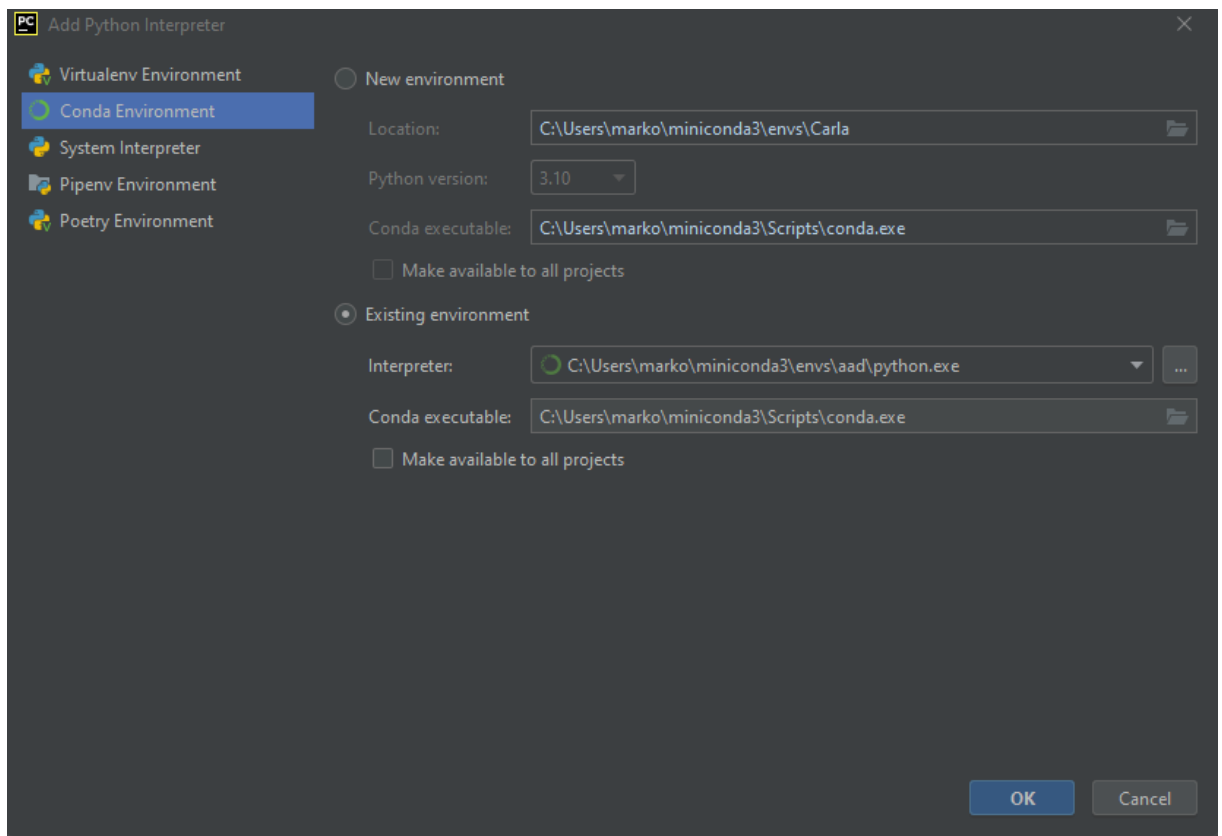 PC Add Python Interpreter
Virtualenv Environment
Conda Environment
System Interpreter
Pipenv Environment
Poetry Environment
New environment
Location: C:\Users\marko\miniconda3\envs\Carla
Python version: 3.10
Conda executable: C:\Users\marko\miniconda3\Scripts\conda.exe
Make available to all projects
Existing environment
Interpreter: C:\Users\marko\miniconda3\envs\aad\python.exe ...
Conda executable: C:\Users\marko\miniconda3\Scripts\conda.exe
Make available to all projects
OK Cancel